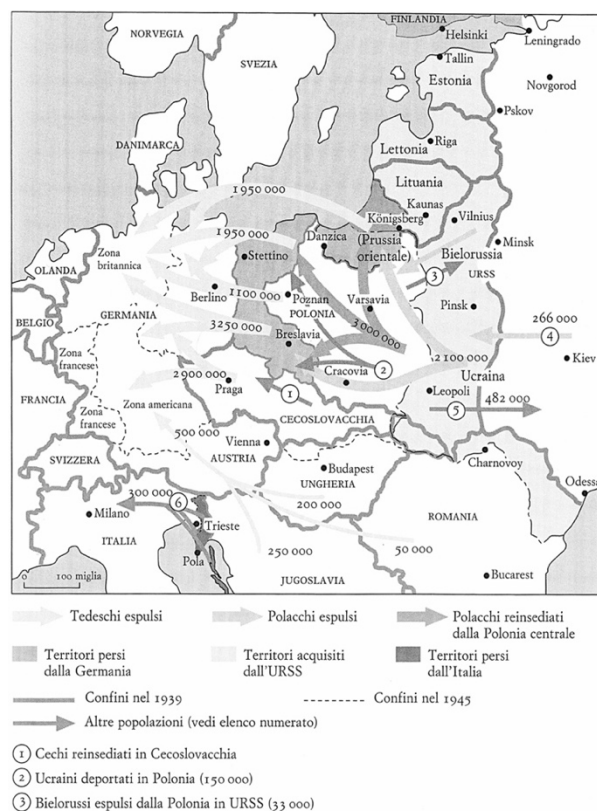 FINLANDIA
NORVEGIA
Helsinki
Leningrado
SVEZIA
Tallin
Estonia
Novgorod
Pskov
DANIMARCA
Riga
Lettonia
Lituania
1 950 000
Kaunas
Königsberg
Vilnius
Danzica
1 950 000
(Prussia
orientale)
Minsk
Stettino
Bielorussia
OLANDA
Zona
britannica
URSS
3
Berlino
1 100 000
Poznan
POLONIA
Varsavia
Pinsk
266 000
BELGIO
GERMANIA
3 250 000
3 000 000
4
Breslavia
Zona
francese
2
2 100 000
Kiev
2 900 000
Cracovia
Ucraina
Praga
1
Leopoli
FRANCIA
Zona americana
5
482 000
Zona
francese
CECOSLOVACCHIA
500 000
Vienna
SVIZZERA
AUSTRIA
Charnovoy
Budapest
UNGHERIA
Odessa
300 000
6
200 000
Milano
Trieste
ROMANIA
ITALIA
Pola
250 000
50 000
Bucarest
0 100 miglia
JUGOSLAVIA
Tedeschi espulsi
Polacchi espulsi
Polacchi reinsediati
dalla Polonia centrale
Territori persi
dalla Germania
Territori acquisiti
dall'URSS
Territori persi
dall'Italia
Confini nel 1939
Confini nel 1945
Altre popolazioni (vedi elenco numerato)
1 Cechi reinsediati in Cecoslovacchia
2 Ucraini deportati in Polonia (150 000)
3 Bielorussi espulsi dalla Polonia in URSS (33 000)